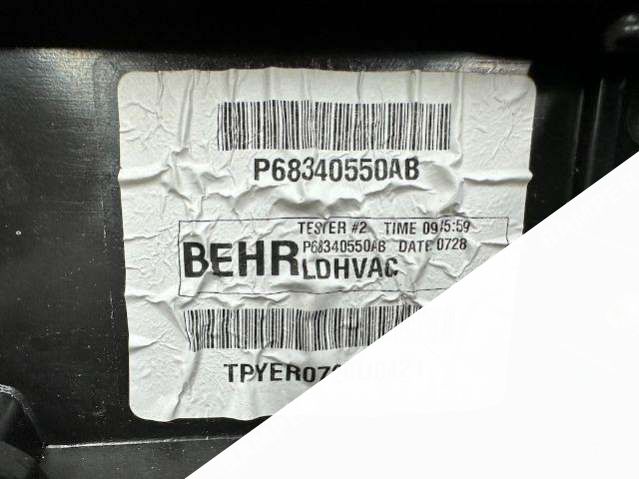 P68340550AB
TESTER #2 TIME 09/5:59
P68340550AB DATE 0728
BEHR LDHVAC